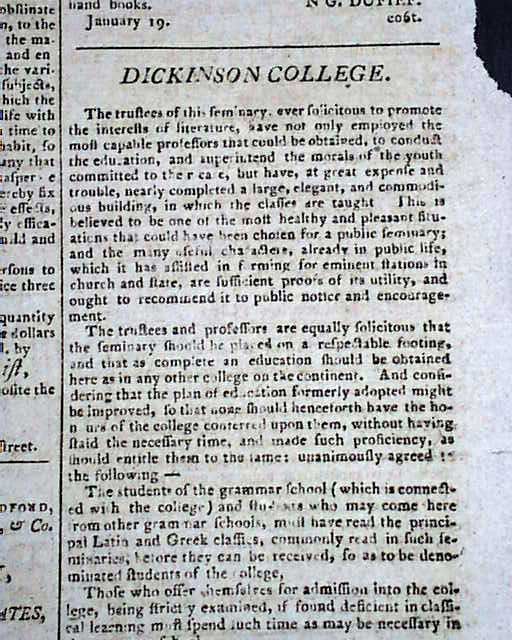 obſtinate
n, to the
the ma-
and en
the vari-
ſubjects,
hich the
life with
time to
habit, ſo
any that
ereby fix
e effects,
mild and
erſons to
ice three
quantity
e dollars
by
poſite the
ſtreet.
DFORD,
& Co.
ATES,
hand books. N G. DUFIEF.
January 19. co6t.
DICKINSON COLLEGE.
The truſtees of this ſeminary, ever ſolicitous to promote
the intereſts of literature, have not only employed the
moſt capable profeſſors that could be obtained, to conduct
the education, and ſuperintend the morals of the youth
committed to their care, but have, at great expenſe and
trouble, nearly completed a large, elegant, and commodi-
ous building, in which the claſſes are taught This is
believed to be one of the moſt healthy and pleaſant ſitu-
ations that could have been choſen for a public ſeminary;
and the many uſeful characters, already in public life,
which it has aſſiſted in forming for eminent ſtations in
church and ſtate, are ſufficient proofs of its utility, and
ought to recommend it to public notice and encourage-
ment.
The truſtees and profeſſors are equally ſolicitous that
the ſeminary ſhould be placed on a reſpectable footing,
and that as complete an education ſhould be obtained
here as in any other college on the continent. And conſi-
dering that the plan of education formerly adopted might
be improved, ſo that none ſhould henceforth have the ho-
nours of the college conferred upon them, without having
ſtaid the neceſſary time, and made ſuch proficiency, as
ſhould entitle them to the ſame: unanimouſly agreed to
the following —
The students of the grammar ſchool (which is connect-
ed with the college) and ſtudents who may come here
from other grammar ſchools, muſt have read the princi-
pal Latin and Greek claſſics, commonly read in ſuch ſe-
minaries, before they can be received, ſo as to be deno-
minated ſtudents of the college,
Thoſe who offer themſelves for admiſſion into the col-
lege, being ſtrictly examined, if found deficient in claſſi-
cal learning muſt ſpend ſuch time as may be neceſſary in